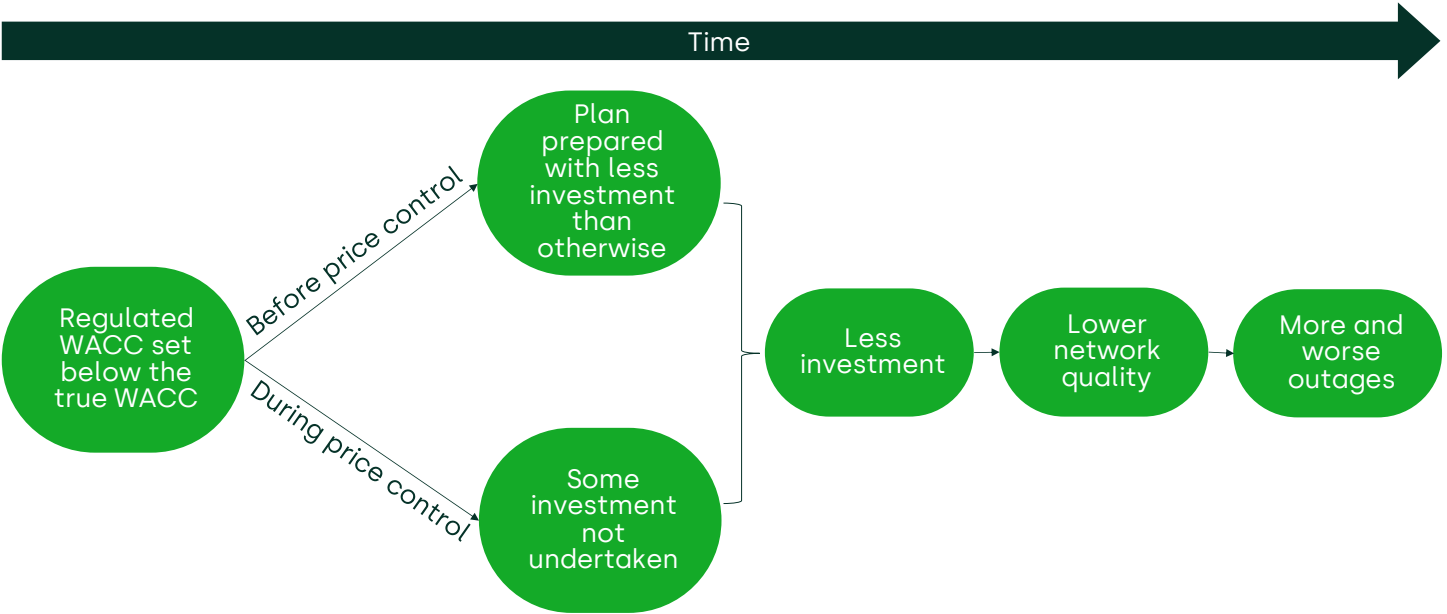 Time
Regulated
WACC set
below the
true WACC
Before price control
During price control
Plan
prepared
with less
investment
than
otherwise
Some
investment
not
undertaken
Less
investment
Lower
network
quality
More and
worse
outages